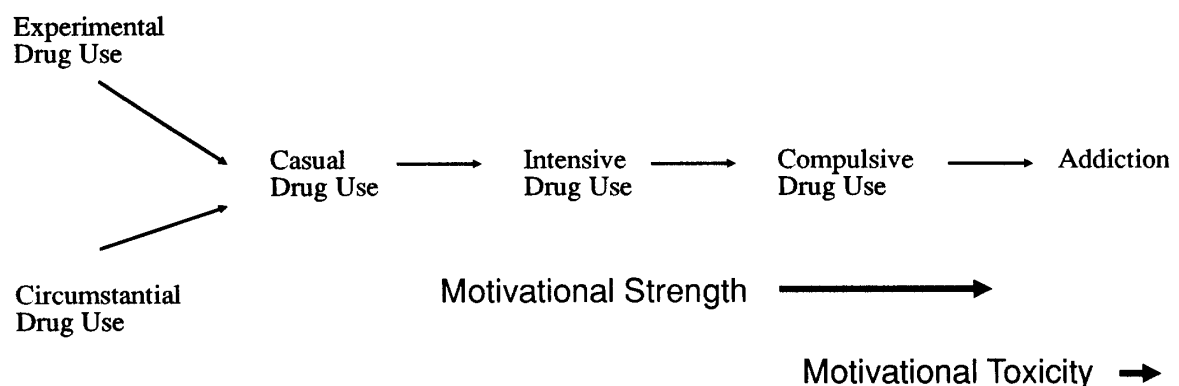 Experimental
Drug Use
Casual
Drug Use
Intensive
Drug Use
Compulsive
Drug Use
Addiction
Circumstantial
Drug Use
Motivational Strength
Motivational Toxicity